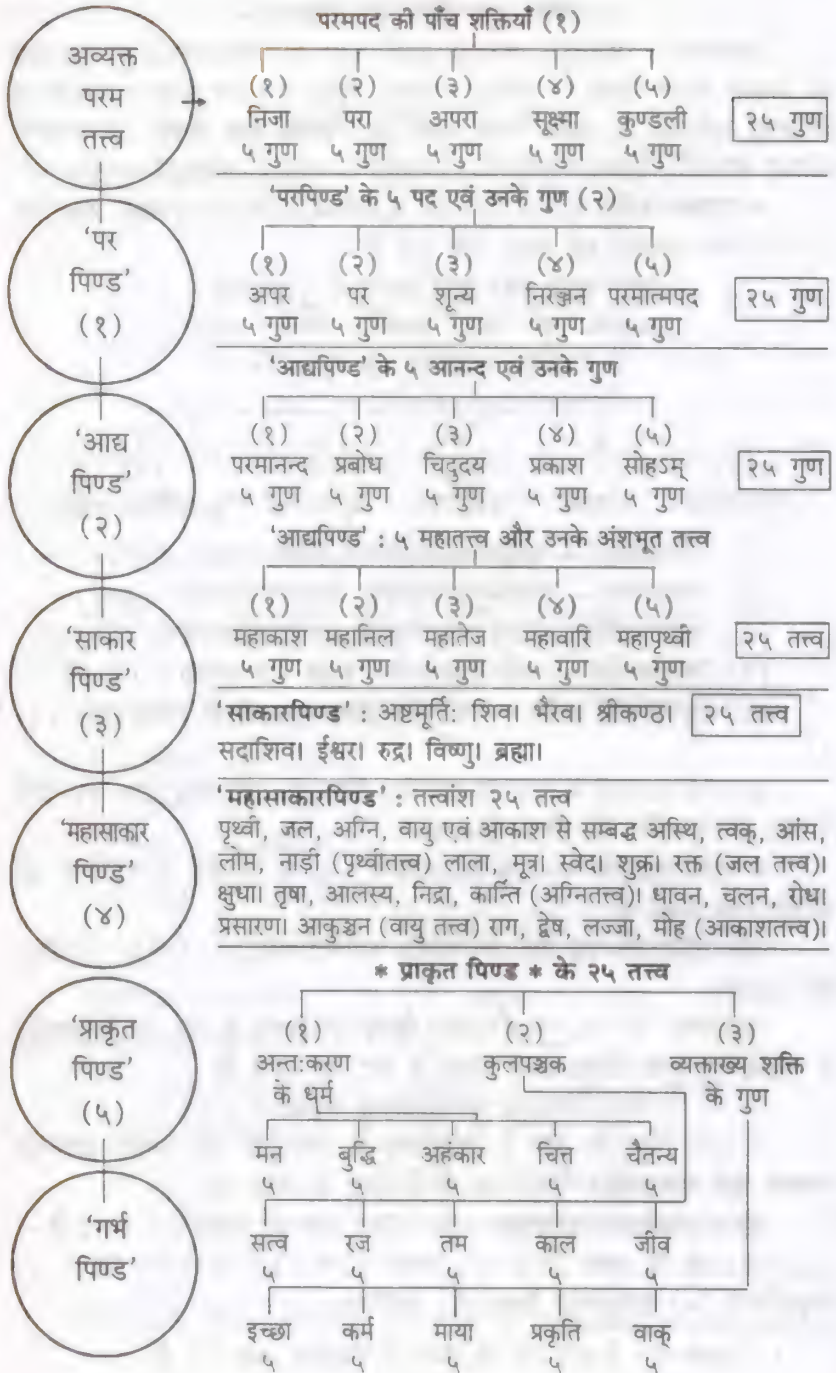 परमपद की पाँच शक्तियाँ (१)
अव्यक्त
परम
तत्त्व
(१) (२) (३) (४) (५)
निजा परा अपरा सूक्ष्मा कुण्डली
५ गुण ५ गुण ५ गुण ५ गुण ५ गुण
२५ गुण
'परपिण्ड' के ५ पद एवं उनके गुण (२)
'पर
पिण्ड'
(१)
(१) (२) (३) (४) (५)
अपर पर शून्य निरञ्जन परमात्मपद
५ गुण ५ गुण ५ गुण ५ गुण ५ गुण
२५ गुण
'आद्यपिण्ड' के ५ आनन्द एवं उनके गुण
'आद्य
पिण्ड'
(२)
(१) (२) (३) (४) (५)
परमानन्द प्रबोध चिदुदय प्रकाश सोहऽम्
५ गुण ५ गुण ५ गुण ५ गुण ५ गुण
२५ गुण
'आद्यपिण्ड' : ५ महातत्त्व और उनके अंशभूत तत्त्व
'साकार
पिण्ड'
(३)
(१) (२) (३) (४) (५)
महाकाश महानिल महातेज महावारि महापृथ्वी
५ गुण ५ गुण ५ गुण ५ गुण ५ गुण
२५ तत्त्व
'साकारपिण्ड' : अष्टमूर्ति: शिव। भैरव। श्रीकण्ठ। २५ तत्त्व
सदाशिव। ईश्वर। रुद्र। विष्णु। ब्रह्मा।
'महासाकारपिण्ड' : तत्त्वांश २५ तत्त्व
'महासाकार
पिण्ड'
(४)
पृथ्वी, जल, अग्नि, वायु एवं आकाश से सम्बद्ध अस्थि, त्वक्, आंस,
लोम, नाड़ी (पृथ्वीतत्त्व) लाला, मूत्र। स्वेद। शुक्र। रक्त (जल तत्त्व)।
क्षुधा। तृषा, आलस्य, निद्रा, कान्ति (अग्नितत्त्व)। धावन, चलन, रोध।
प्रसारण। आकुञ्चन (वायु तत्त्व) राग, द्वेष, लज्जा, मोह (आकाशतत्त्व)।
* प्राकृत पिण्ड * के २५ तत्त्व
'प्राकृत
पिण्ड'
(५)
(१) (२) (३)
अन्त:करण कुलपञ्चक व्यक्ताख्य शक्ति
के धर्म के गुण
मन बुद्धि अहंकार चित्त चैतन्य
५ ५ ५ ५ ५
'गर्भ
पिण्ड'
सत्व रज तम काल जीव
५ ५ ५ ५ ५
इच्छा कर्म माया प्रकृति वाक्
५ ५ ५ ५ ५